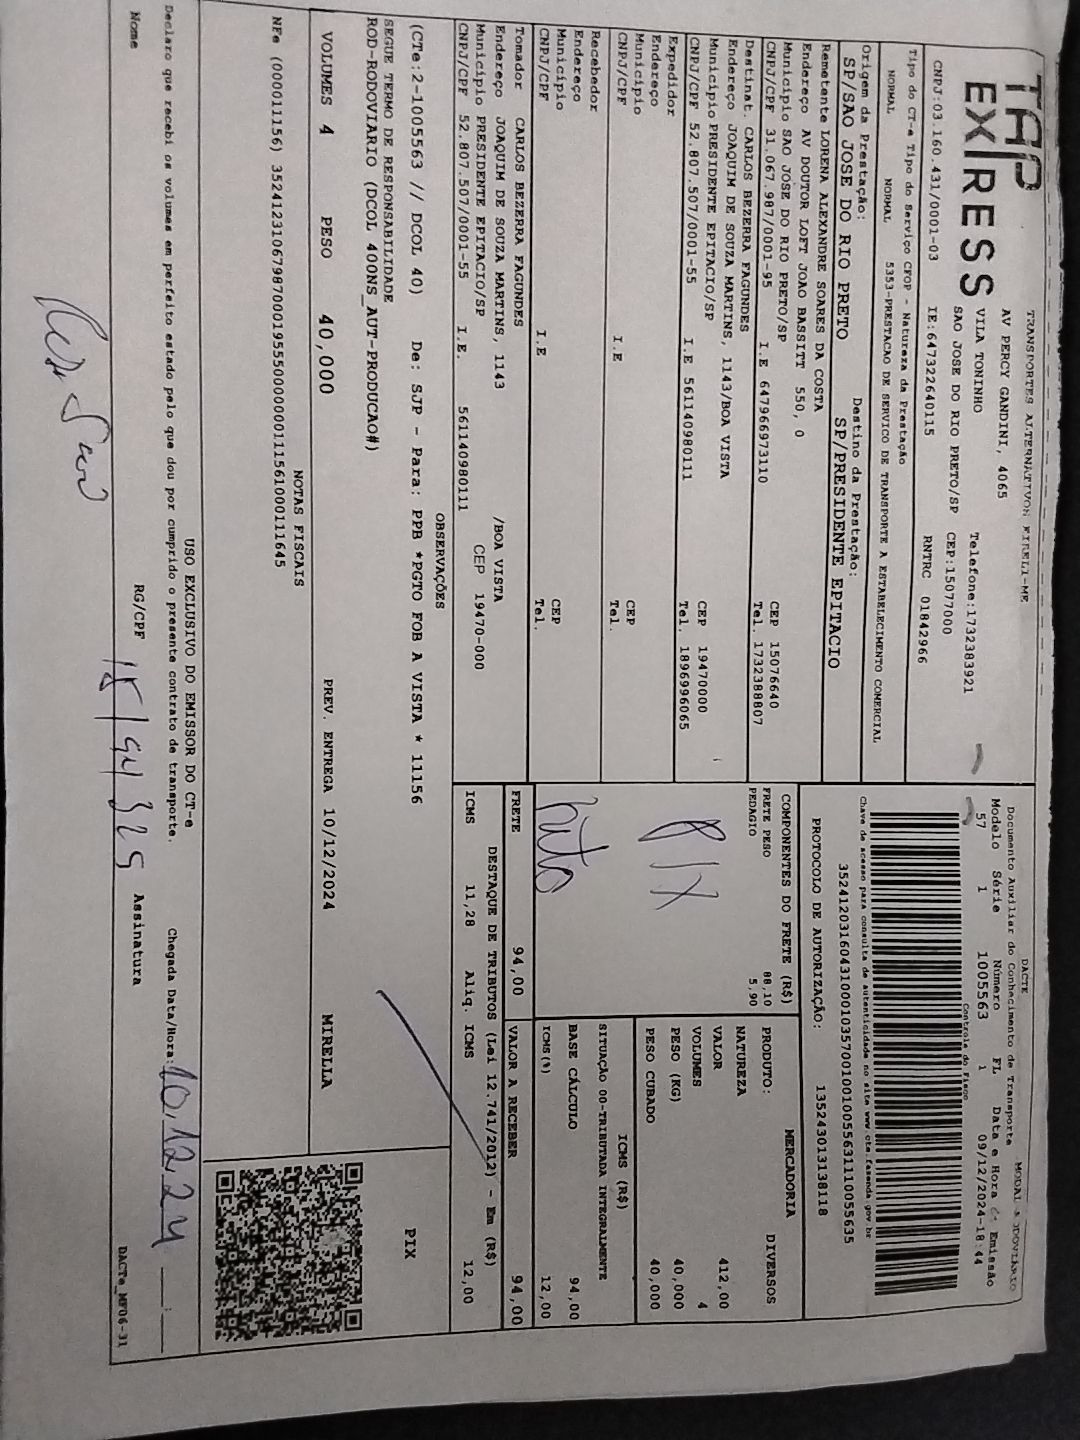 TAP
EX/RESS
TRANSPORTES ALTERNATIVOS EIRELI-ME
AV PERCY GANDINI, 4065
VILA TONINHO Telefone:1732383921
SAO JOSE DO RIO PRETO/SP CEP:15077000
CNPJ:03.160.431/0001-03 IE:647322640115 RNTRC 01842966
Tipo do CT-e Tipo do Serviço CFOP - Natureza da Prestação
NORMAL NORMAL 5353-PRESTACAO DE SERVICO DE TRANSPORTE A ESTABELECIMENTO COMERCIAL
Origem da Prestação: Destino da Prestação:
SP/SAO JOSE DO RIO PRETO SP/PRESIDENTE EPITACIO
Remetente LORENA ALEXANDRE SOARES DA COSTA
Endereço AV DOUTOR LOFT JOAO BASSITT 550, 0
Município SAO JOSE DO RIO PRETO/SP CEP 15076640
CNPJ/CPF 31.067.987/0001-95 I.E 647966973110 Tel. 1732388807
Destinat. CARLOS BEZERRA FAGUNDES
Endereço JOAQUIM DE SOUZA MARTINS, 1143/BOA VISTA
Município PRESIDENTE EPITACIO/SP CEP 19470000
CNPJ/CPF 52.807.507/0001-55 I.E 561140980111 Tel. 1896996065
Expedidor
Endereço
Município CEP
CNPJ/CPF I.E Tel.
Recebedor
Endereço
Município CEP
CNPJ/CPF I.E Tel.
Tomador CARLOS BEZERRA FAGUNDES
Endereço JOAQUIM DE SOUZA MARTINS, 1143 /BOA VISTA
Município PRESIDENTE EPITACIO/SP CEP 19470-000
CNPJ/CPF 52.807.507/0001-55 I.E. 561140980111
DACTE
Documento Auxiliar do Conhecimento de Transporte MODAL RODOVIÁRIO
Modelo Série Número FL Data e Hora de Emissão
57 1 1005563 1 09/12/2024-18:44
Controle do Fisco
Chave de acesso para consulta de autenticidade no site www.cte.fazenda.gov.br
35241203160431000103570010010055631110055635
PROTOCOLO DE AUTORIZAÇÃO: 135243013138118
COMPONENTES DO FRETE (R$)
FRETE PESO 88,10
PEDAGIO 5,90
PIX
FRETE 94,00
MERCADORIA
PRODUTO: DIVERSOS
NATUREZA
VALOR 412,00
VOLUMES 4
PESO (KG) 40,000
PESO CUBADO 40,000
ICMS (R$)
SITUAÇÃO 00-TRIBUTADA INTEGRALMENTE
BASE CÁLCULO 94,00
ICMS(%) 12,00
VALOR A RECEBER 94,00
DESTAQUE DE TRIBUTOS (Lei 12.741/2012) - Em (R$)
ICMS 11,28 Aliq. ICMS 12,00
OBSERVAÇÕES
(CTe:2-1005563 // DCOL 40) De: SJP - Para: PPB *PGTO FOB A VISTA * 11156
SEGUE TERMO DE RESPONSABILIDADE
ROD-RODOVIARIO (DCOL 400NS_AUT-PRODUCAO#)
PIX
VOLUMES 4 PESO 40,000 PREV. ENTREGA 10/12/2024 MIRELLA
NOTAS FISCAIS
NFe (000011156) 35241231067987000195550000000111561000111645
USO EXCLUSIVO DO EMISSOR DO CT-e
Declaro que recebi os volumes em perfeito estado pelo que dou por cumprido o presente contrato de transporte. Chegada Data/Hora: 10.12.24 ___:___
Nome RG/CPF Assinatura
DACTe_MF06-31